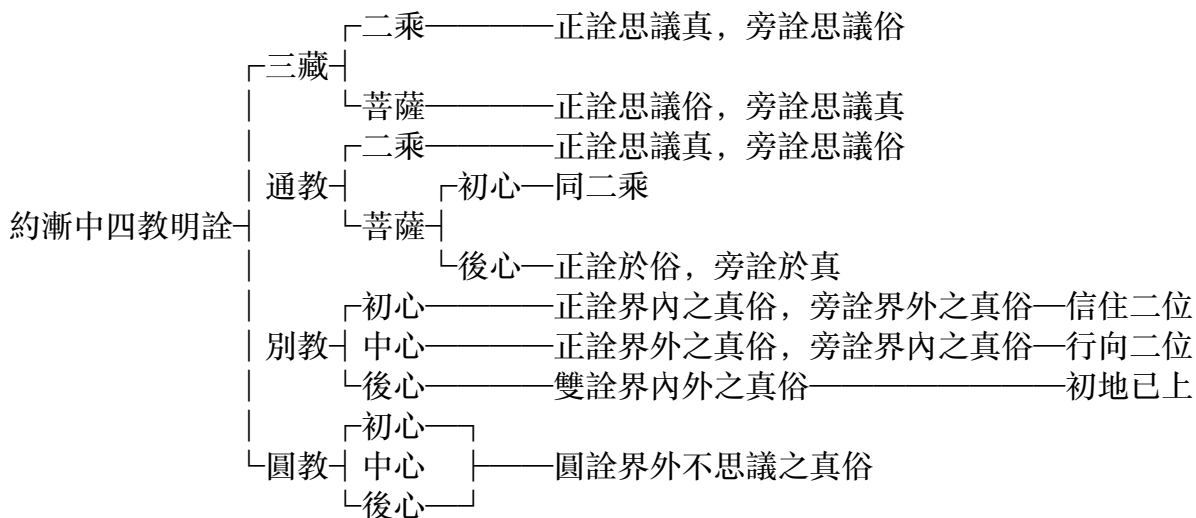 ┌二乘────正詮思議真，旁詮思議俗
┌三藏┤
│ └菩薩────正詮思議俗，旁詮思議真
│ ┌二乘────正詮思議真，旁詮思議俗
│通教┤ ┌初心─同二乘
約漸中四教明詮┤ └菩薩┤
│ └後心─正詮於俗，旁詮於真
│ ┌初心────正詮界內之真俗，旁詮界外之真俗─信住二位
│別教┤中心────正詮界外之真俗，旁詮界內之真俗─行向二位
│ └後心────雙詮界內外之真俗────────初地已上
│ ┌初心─┐
└圓教┤中心 ├───圓詮界外不思議之真俗
└後心─┘